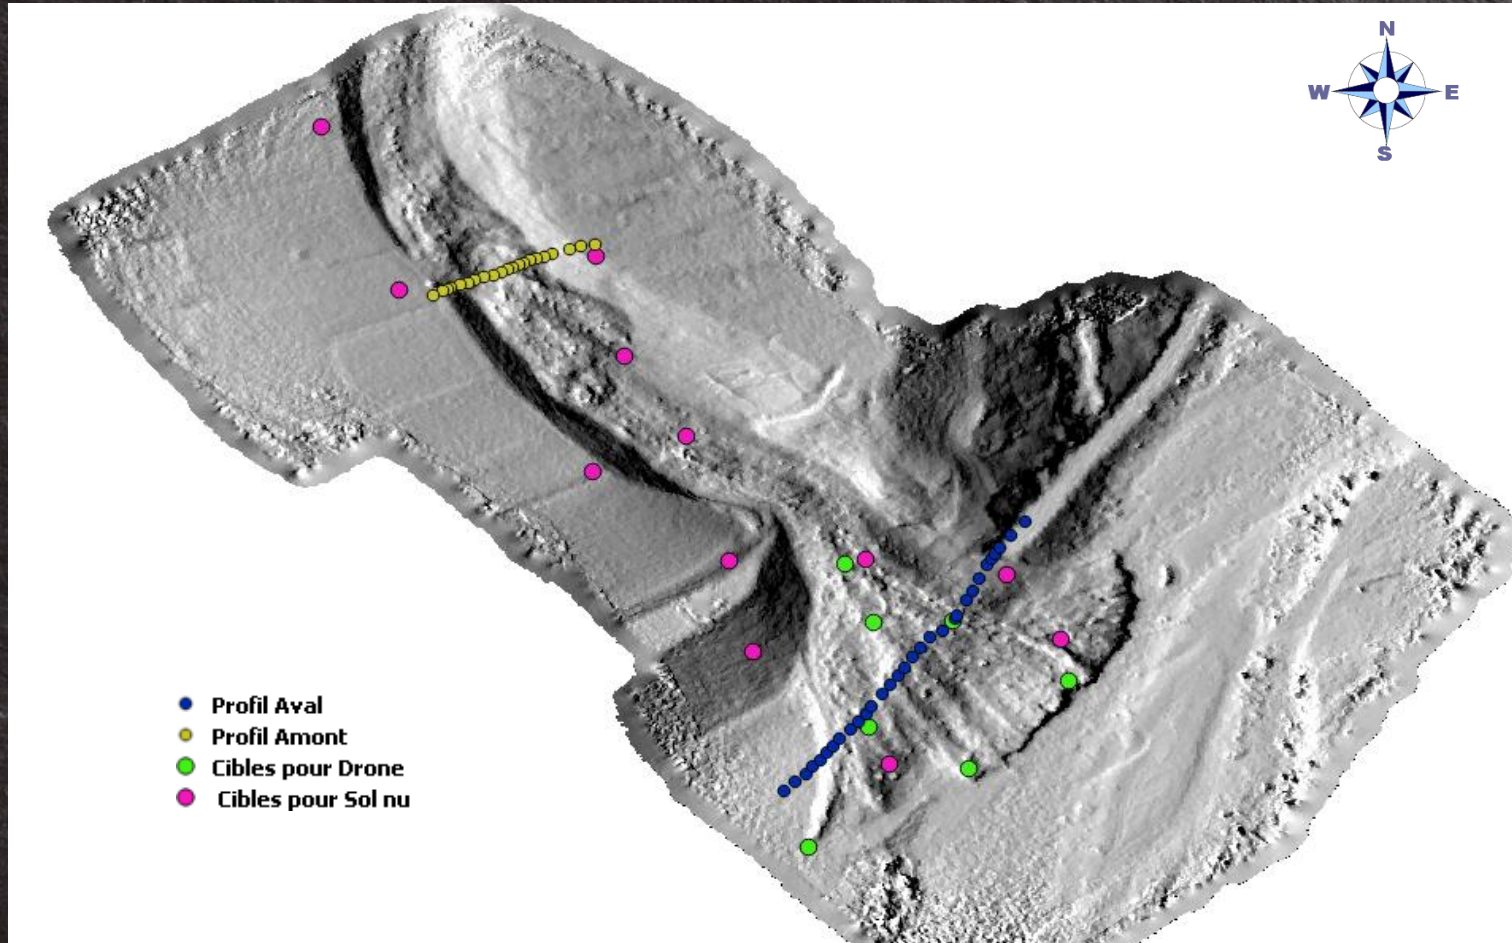 N
W E
S
Profil Aval
Profil Amont
Cibles pour Drone
Cibles pour Sol nu